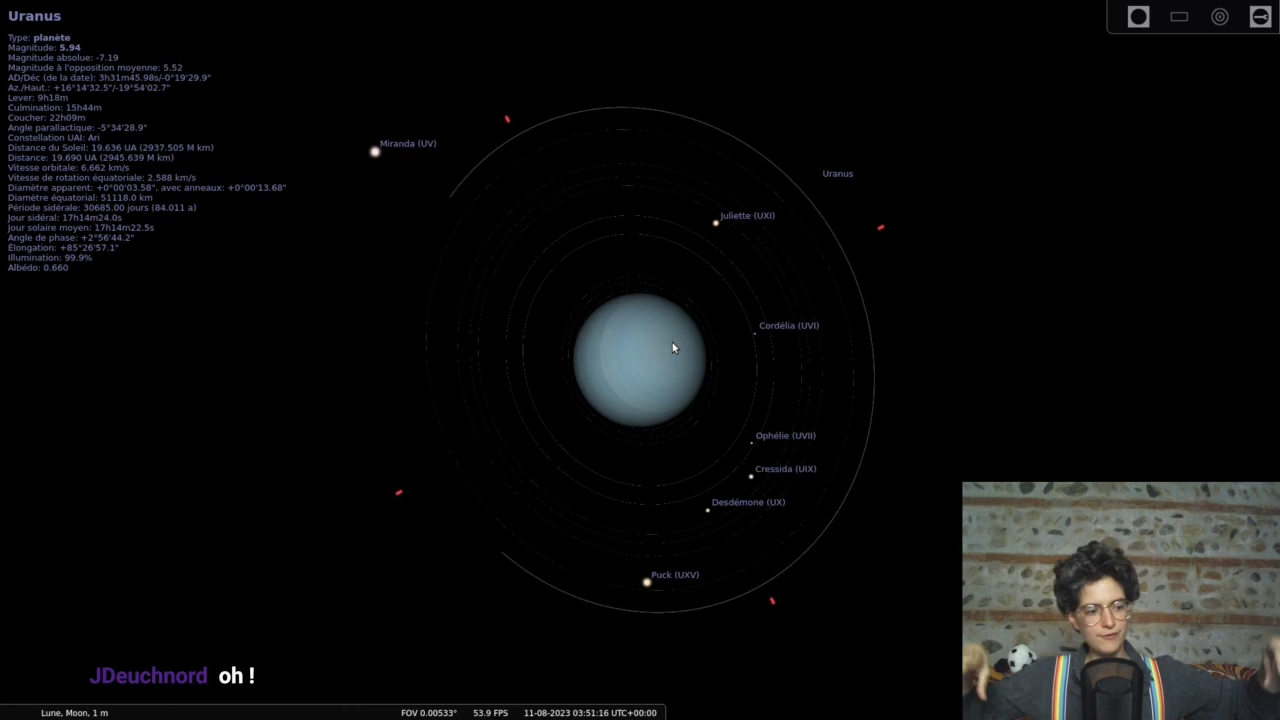 Uranus
Type: planète
Magnitude: 5.94
Magnitude absolue: -7.19
Magnitude à l'opposition moyenne: 5.52
AD/Déc (de la date): 3h31m45.98s/-0°19'29.9"
Az./Haut.: +16°14'32.5"/-19°54'02.7"
Lever: 9h18m
Culmination: 15h44m
Coucher: 22h09m
Angle parallactique: -5°34'28.9"
Constellation UAI: Ari
Distance du Soleil: 19.636 UA (2937.505 M km)
Distance: 19.690 UA (2945.639 M km)
Vitesse orbitale: 6.662 km/s
Vitesse de rotation équatoriale: 2.588 km/s
Diamètre apparent: +0°00'03.58", avec anneaux: +0°00'13.68"
Diamètre équatorial: 51118.0 km
Période sidérale: 30685.00 jours (84.011 a)
Jour sidéral: 17h14m24.0s
Jour solaire moyen: 17h14m22.5s
Angle de phase: +2°56'44.2"
Élongation: +85°26'57.1"
Illumination: 99.9%
Albédo: 0.660
Miranda (UV)
Uranus
Juliette (UXI)
Cordélia (UVI)
Ophélie (UVII)
Cressida (UIX)
Desdémone (UX)
Puck (UXV)
JDeuchnord oh !
Lune, Moon, 1 m FOV 0.00533° 53.9 FPS 11-08-2023 03:51:16 UTC+00:00